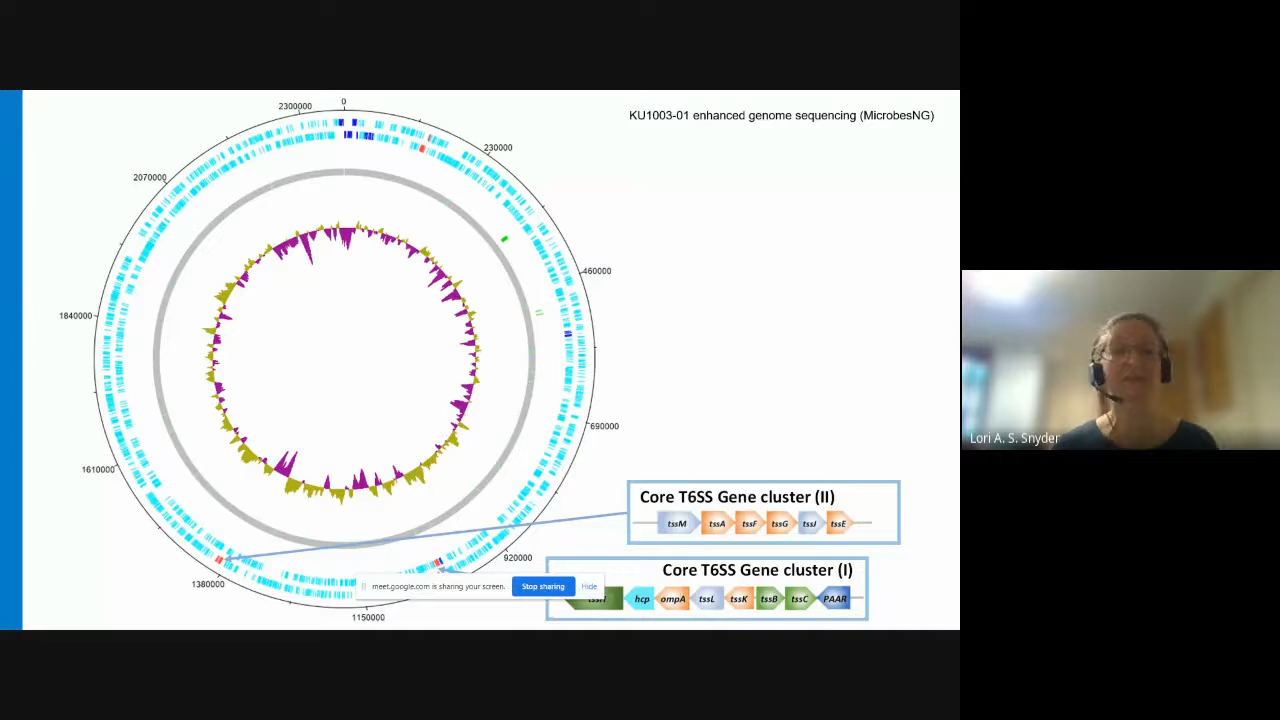 KU1003-01 enhanced genome sequencing (MicrobesNG)
0
2300000
230000
2070000
460000
1840000
690000
1610000
920000
1380000
1150000
Core T6SS Gene cluster (II)
tssM tssA tssF tssG tssJ tssE
Core T6SS Gene cluster (I)
hcp ompA tssL tssK tssB tssC PAAR
meet.google.com is sharing your screen. Stop sharing Hide
Lori A. S. Snyder